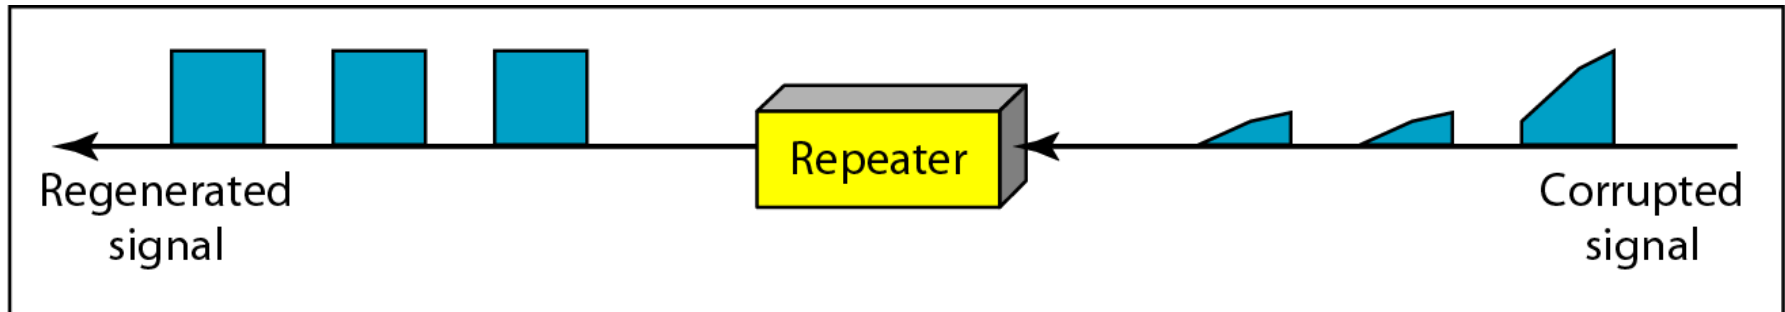 Repeater
Regenerated
signal
Corrupted
signal